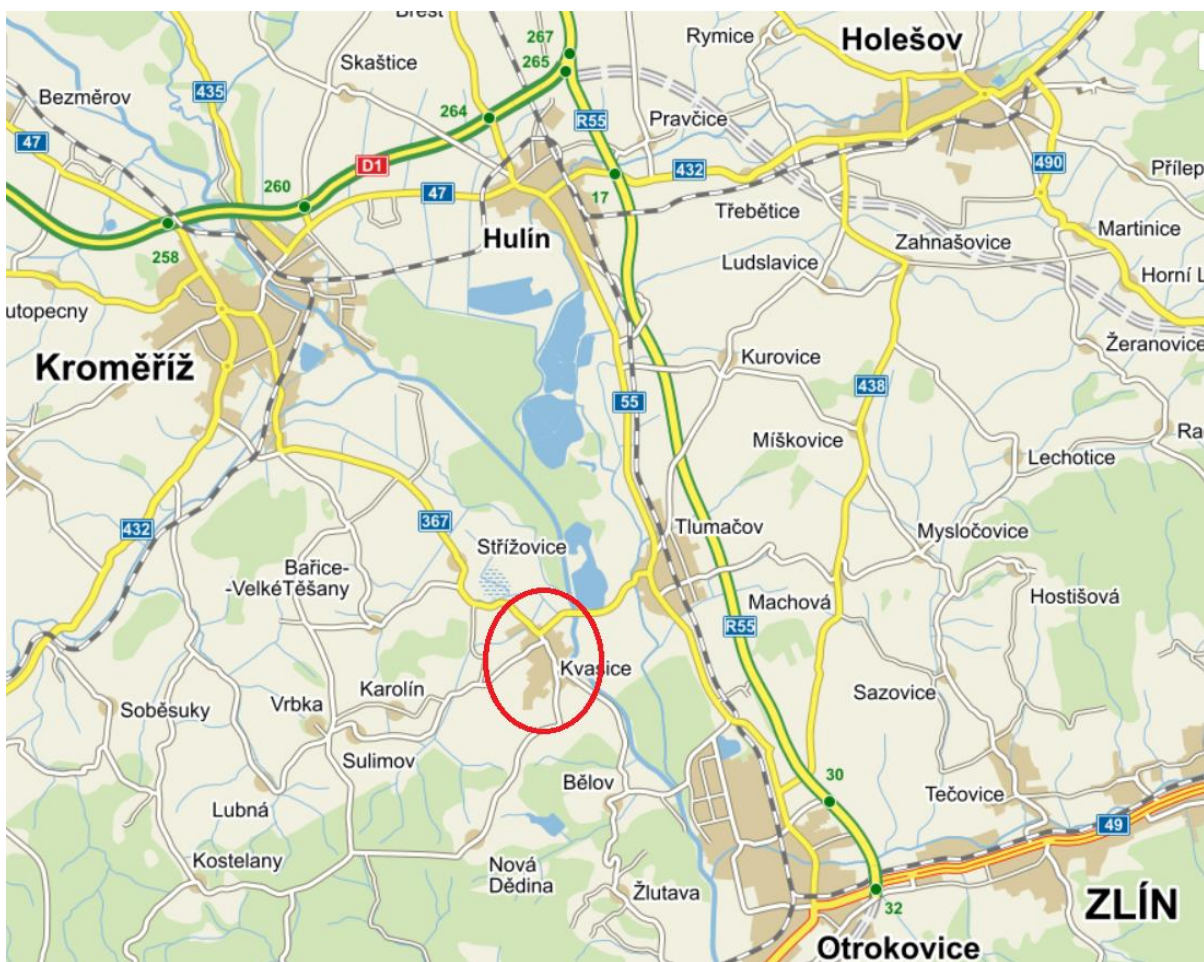 Břest
Rymice
Holešov
267
265
Skaštice
Bezměrov
435
264
R55
Pravčice
47
D1
432
490
Přílep
260
47
17
Třebětice
Hulín
Martinice
Zahnašovice
258
Ludslavice
Horní L
utopecny
Žeranovice
Kroměříž
Kurovice
438
55
Míškovice
Ra
Lechotice
432
367
Tlumačov
Střížovice
Mysločovice
Bařice-
-VelkéTěšany
Hostišová
Machová
R55
Kvasice
Sazovice
Karolín
Vrbka
Soběsuky
Sulimov
30
Bělov
Tečovice
Lubná
49
Kostelany
Nová
Dědina
Žlutava
ZLÍN
32
Otrokovice